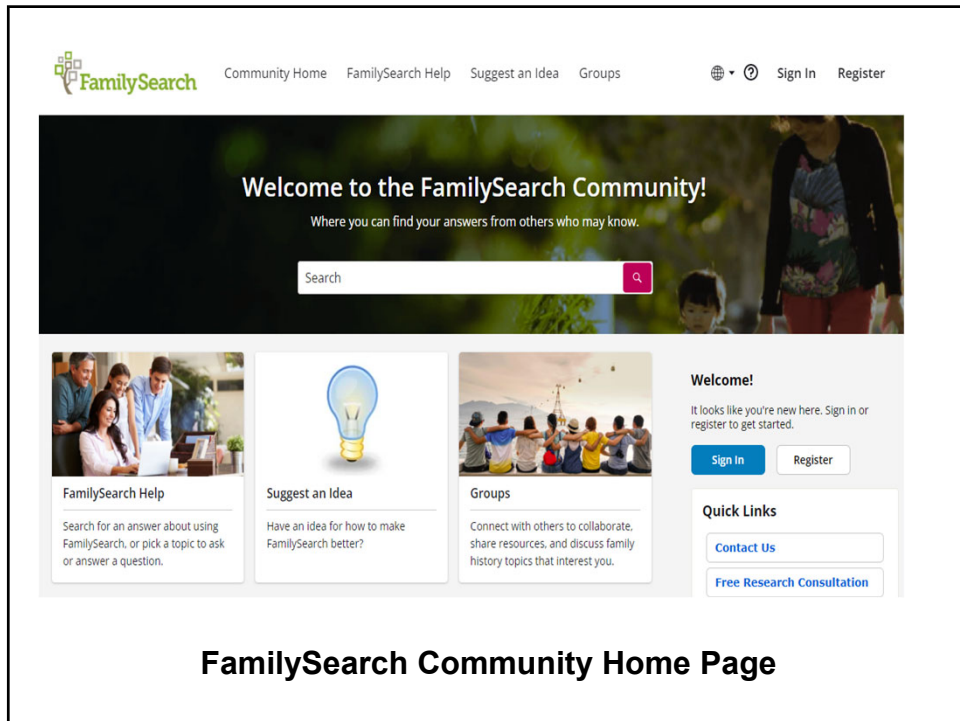 FamilySearch
Community Home FamilySearch Help Suggest an Idea Groups Sign In Register
Welcome to the FamilySearch Community!
Where you can find your answers from others who may know.
Search
FamilySearch Help
Search for an answer about using
FamilySearch, or pick a topic to ask
or answer a question.
Suggest an Idea
Have an idea for how to make
FamilySearch better?
Groups
Connect with others to collaborate,
share resources, and discuss family
history topics that interest you.
Welcome!
It looks like you're new here. Sign in or
register to get started.
Sign In Register
Quick Links
Contact Us
Free Research Consultation
FamilySearch Community Home Page